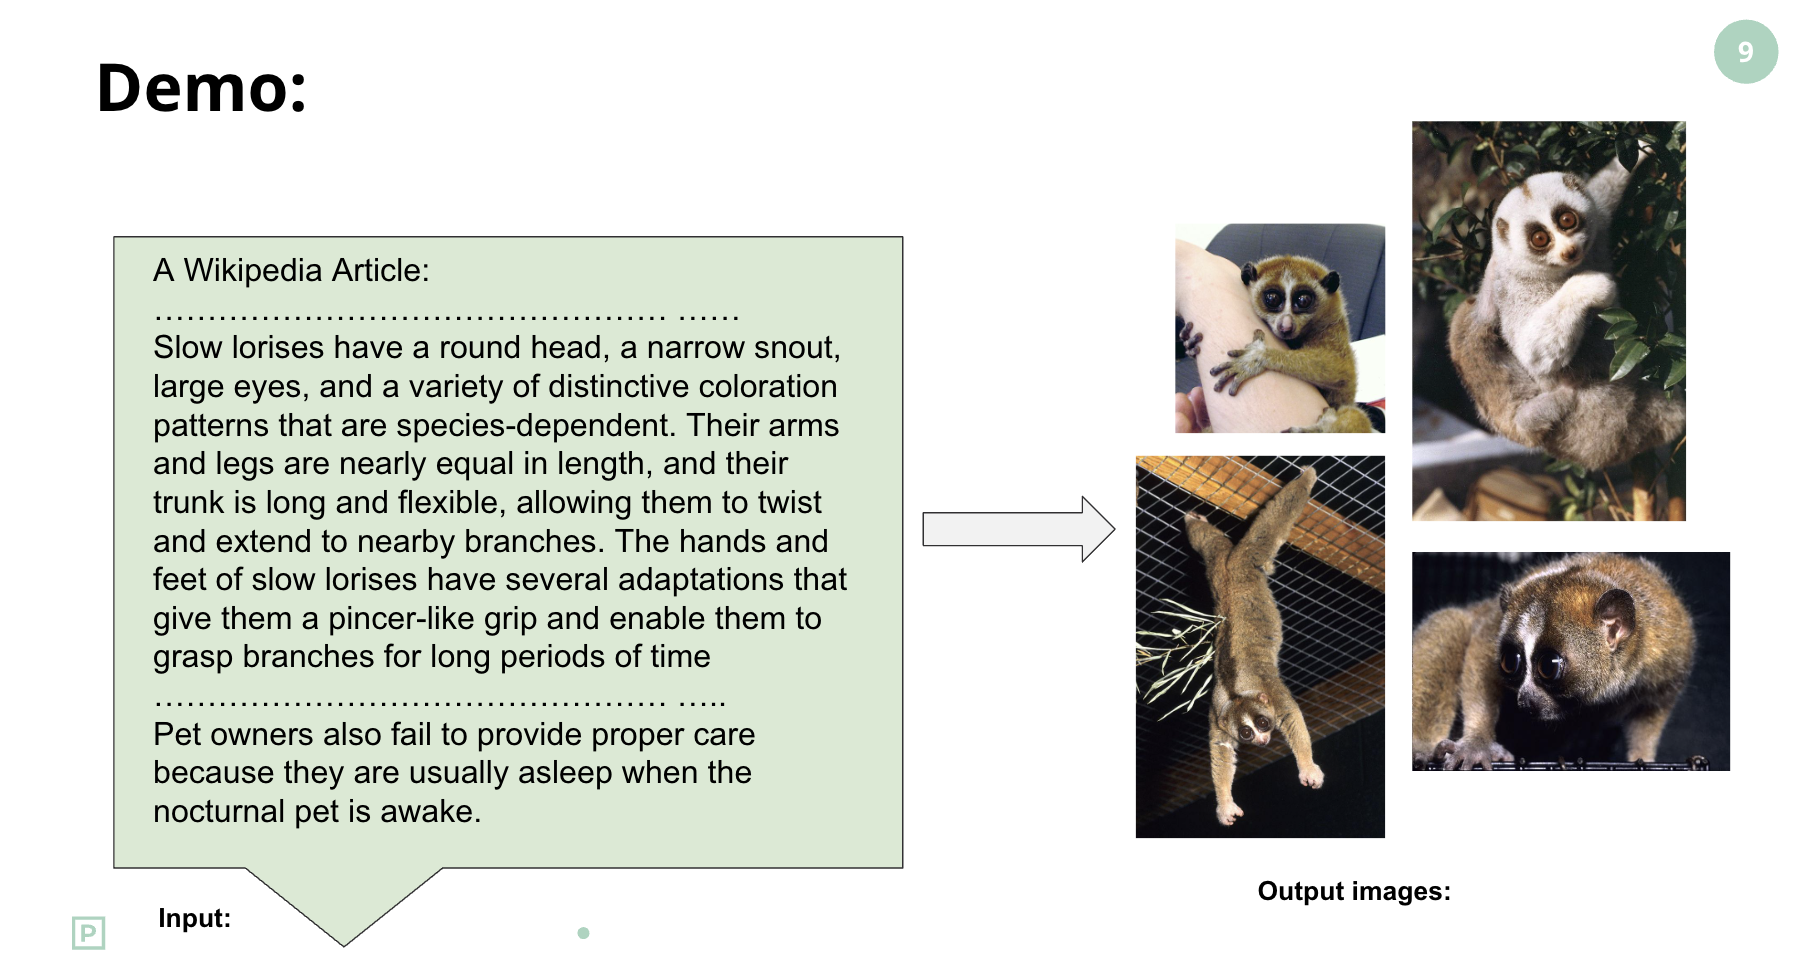 9
Demo:
A Wikipedia Article:
………………………………………… ……
Slow lorises have a round head, a narrow snout,
large eyes, and a variety of distinctive coloration
patterns that are species-dependent. Their arms
and legs are nearly equal in length, and their
trunk is long and flexible, allowing them to twist
and extend to nearby branches. The hands and
feet of slow lorises have several adaptations that
give them a pincer-like grip and enable them to
grasp branches for long periods of time
………………………………………… …..
Pet owners also fail to provide proper care
because they are usually asleep when the
nocturnal pet is awake.
Input:
Output images:
P